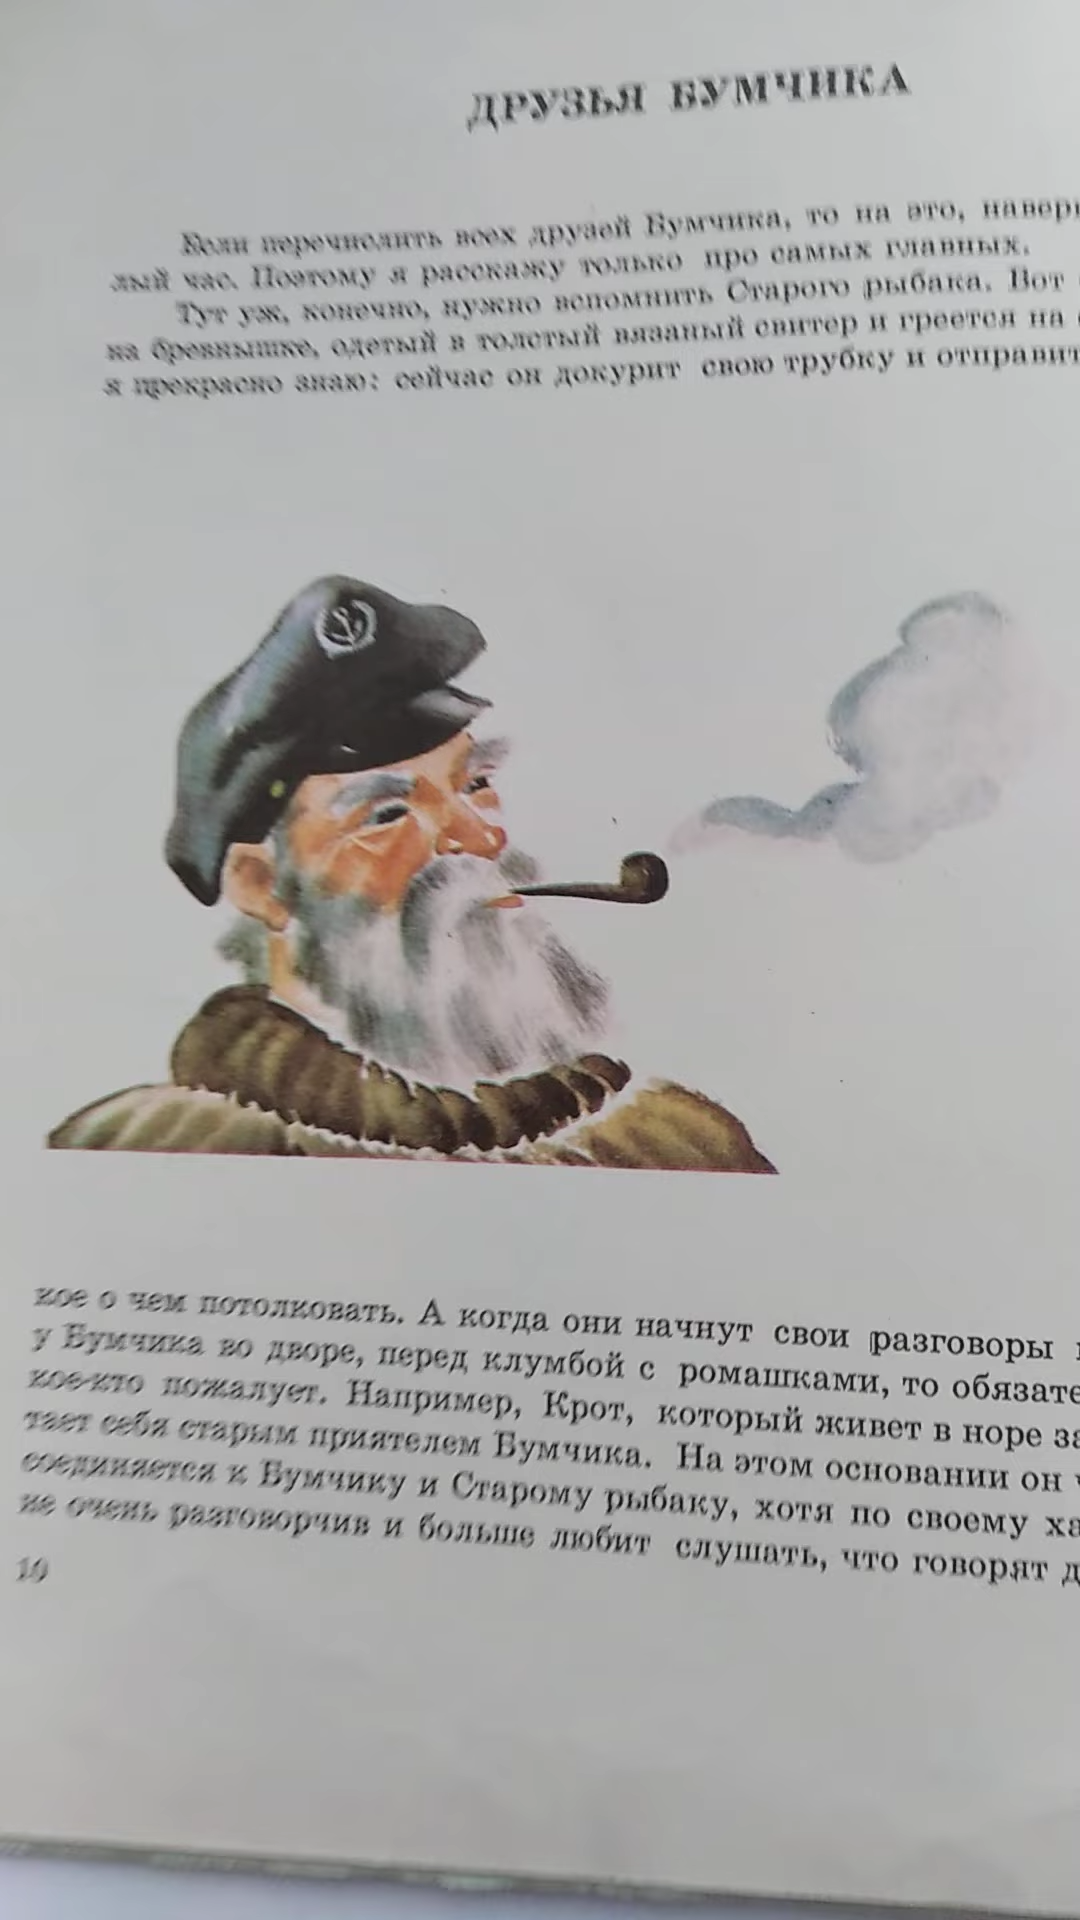 ДРУЗЬЯ БУМЧИКА
Если перечислить всех друзей Бумчика, то на это,
лый час. Поэтому я расскажу только про самых главных.
Тут уж, конечно, нужно вспомнить Старого рыбака. Вот
на бревнышке, одетый в толстый вязаный свитер и греется на
я прекрасно знаю: сейчас он докурит свою трубку и отправит
кое о чем потолковать. А когда они начнут свои разговоры
у Бумчика во дворе, перед клумбой с ромашками, то обяза
кое-кто пожалует. Например, Крот, который живет в норе за
тает себя старым приятелем Бумчика. На этом основании он
соединяется к Бумчику и Старому рыбаку, хотя по своему ха
не очень разговорчив и больше любит слушать, что говорят д
10